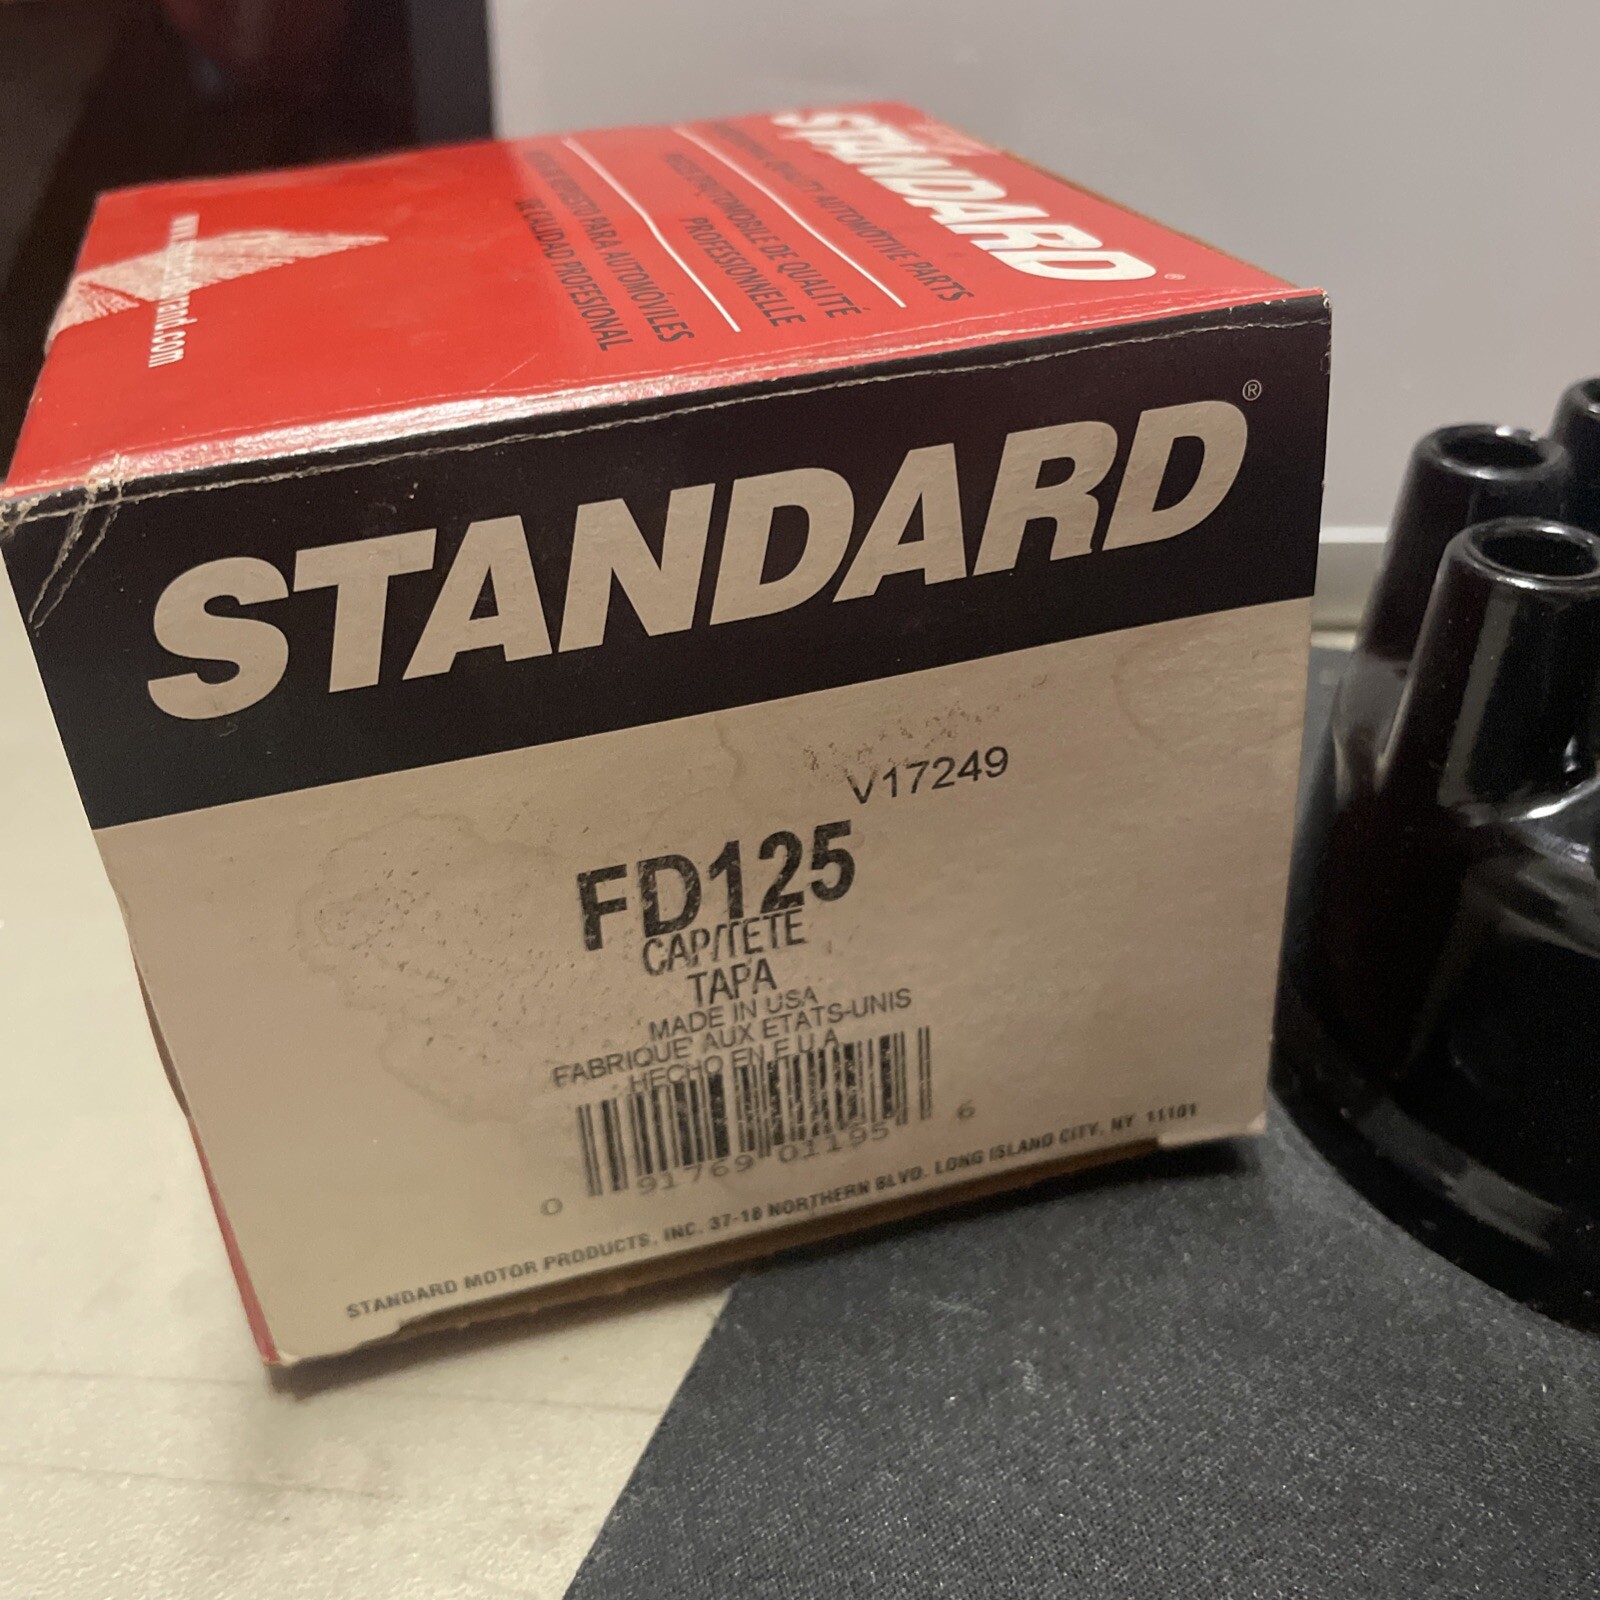 STANDARD®
PROFESSIONAL QUALITY AUTOMOTIVE PARTS
PIÈCES D'AUTOMOBILE DE QUALITÉ
PROFESSIONNELLE
PARA AUTOMÓVILES
DE CALIDAD PROFESIONAL
.com
STANDARD®
V17249
FD125
CAP/TETE
TAPA
MADE IN USA
FABRIQUE' AUX ETATS-UNIS
HECHO EN E.U.A.
0 91769 01195 6
STANDARD MOTOR PRODUCTS, INC. 37-18 NORTHERN BLVD. LONG ISLAND CITY, NY 11101